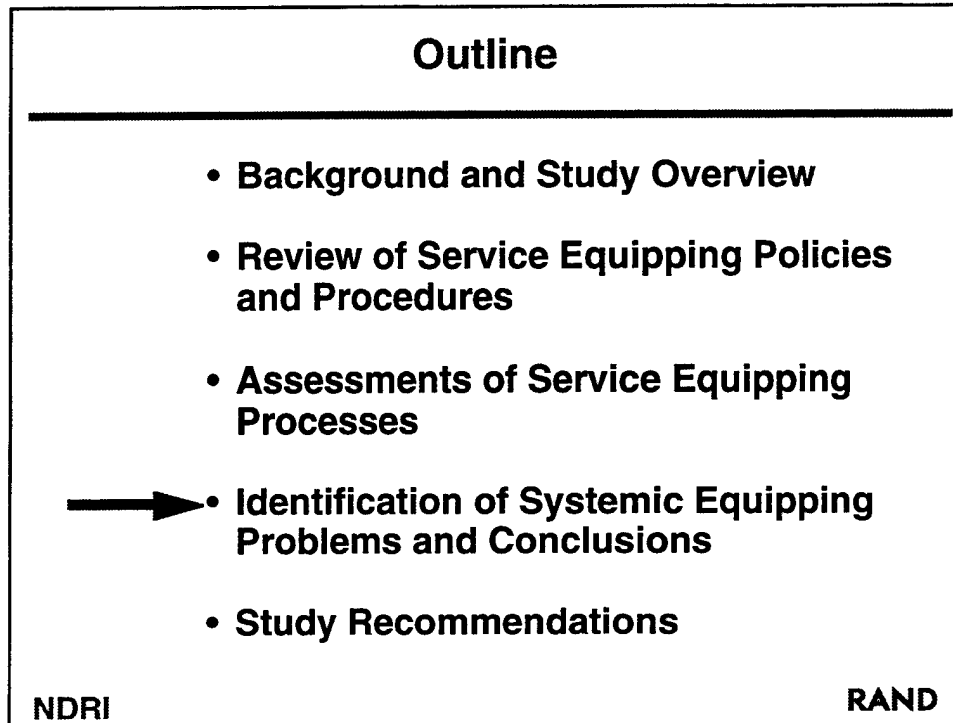 Outline
• Background and Study Overview
• Review of Service Equipping Policies
and Procedures
• Assessments of Service Equipping
Processes
• Identification of Systemic Equipping
Problems and Conclusions
• Study Recommendations
NDRI
RAND